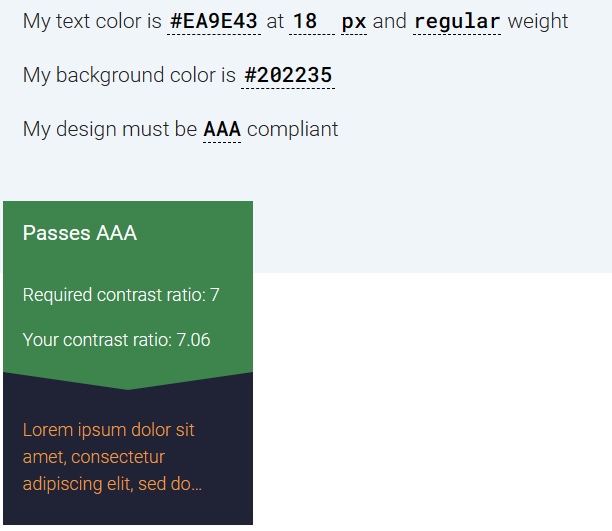 My text color is #EA9E43 at 18 px and regular weight
My background color is #202235
My design must be AAA compliant
Passes AAA
Required contrast ratio: 7
Your contrast ratio: 7.06
Lorem ipsum dolor sit
amet, consectetur
adipiscing elit, sed do...